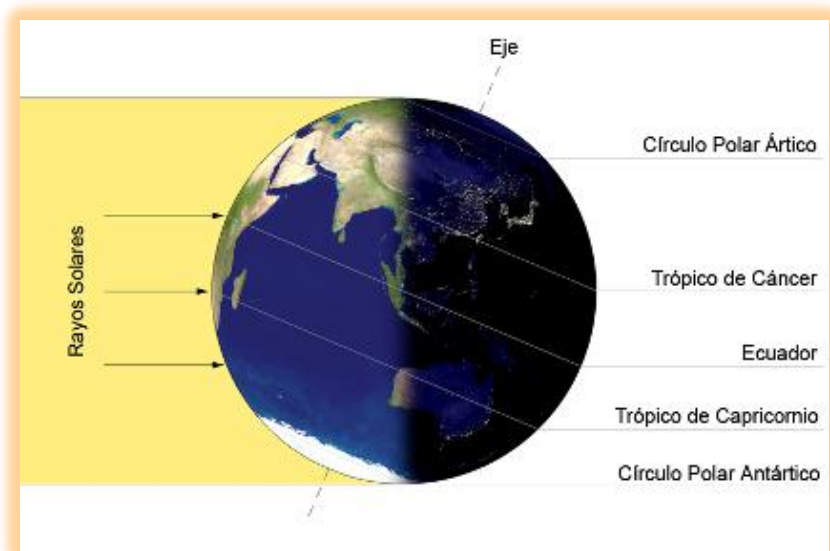 Eje
Círculo Polar Ártico
Rayos Solares
Trópico de Cáncer
Ecuador
Trópico de Capricornio
Círculo Polar Antártico